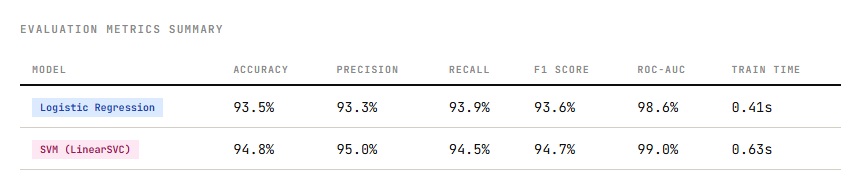 EVALUATION METRICS SUMMARY
MODEL ACCURACY PRECISION RECALL F1 SCORE ROC-AUC TRAIN TIME
Logistic Regression 93.5% 93.3% 93.9% 93.6% 98.6% 0.41s
SVM (LinearSVC) 94.8% 95.0% 94.5% 94.7% 99.0% 0.63s